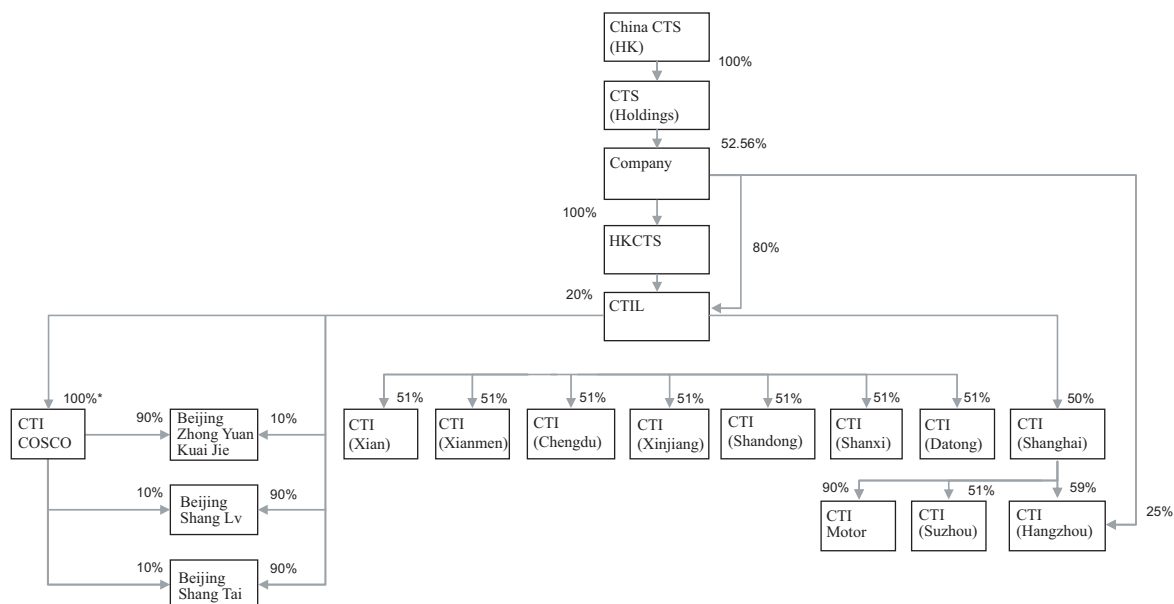 China CTS
(HK)
100%
CTS
(Holdings)
52.56%
Company
100%
HKCTS
80%
20%
CTIL
100%*
CTI
COSCO
90%
Beijing
Zhong Yuan
Kuai Jie
10%
51%
CTI
(Xian)
51%
CTI
(Xianmen)
51%
CTI
(Chengdu)
51%
CTI
(Xinjiang)
51%
CTI
(Shandong)
51%
CTI
(Shanxi)
51%
CTI
(Datong)
50%
CTI
(Shanghai)
10%
Beijing
Shang Lv
90%
90%
CTI
Motor
51%
CTI
(Suzhou)
59%
CTI
(Hangzhou)
25%
10%
Beijing
Shang Tai
90%